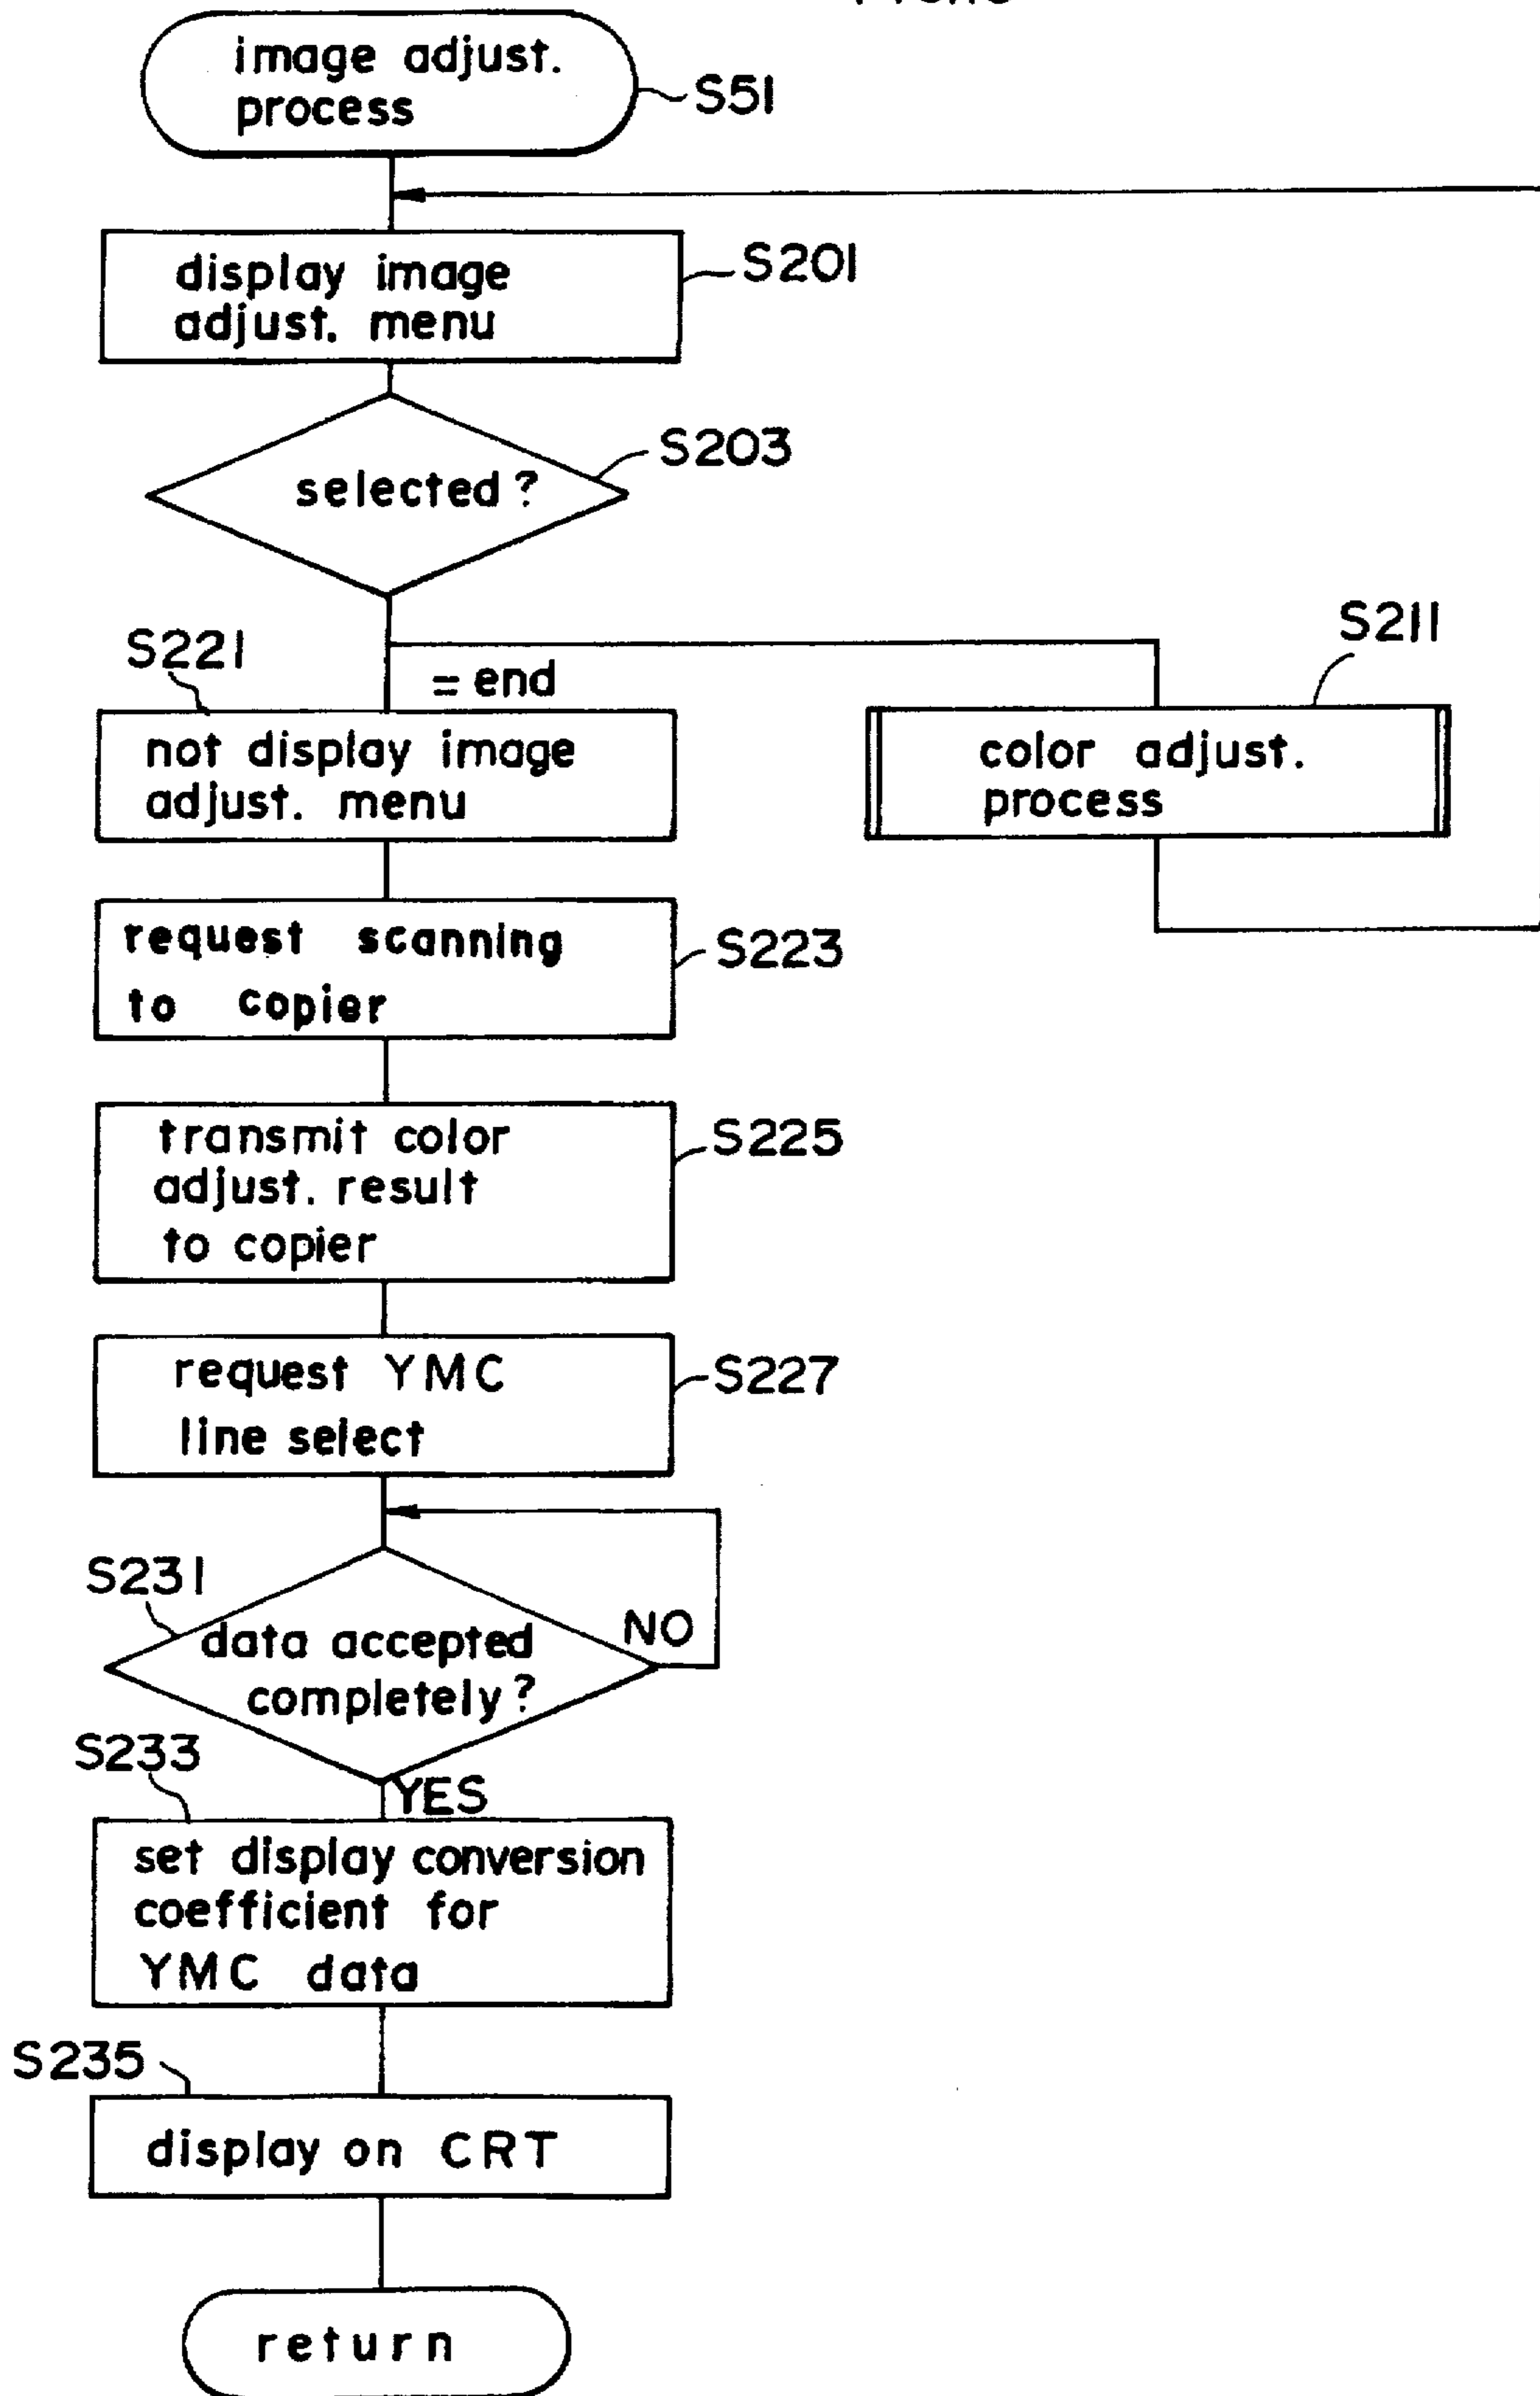 image adjust.
process
S51
display image
adjust. menu
S201
selected?
S203
S221
= end
S211
not display image
adjust. menu
color adjust.
process
request scanning
to copier
S223
transmit color
adjust. result
to copier
S225
request YMC
line select
S227
S231
data accepted
completely?
NO
S233
YES
set display conversion
coefficient for
YMC data
S235
display on CRT
return